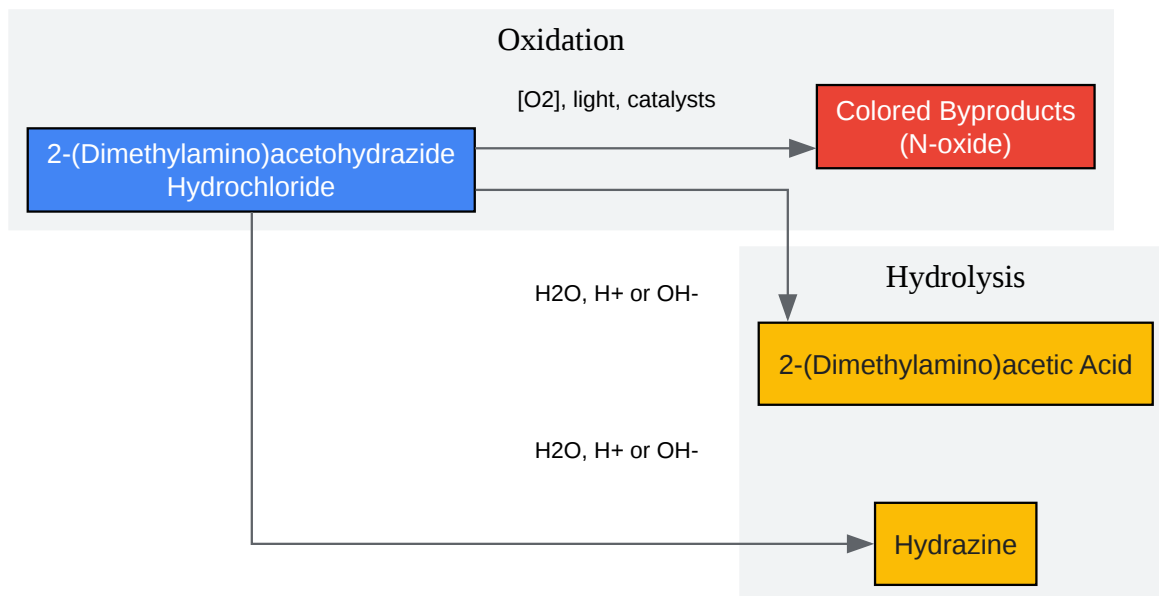 Oxidation
[O2], light, catalysts
Colored Byproducts
(N-oxide)
2-(Dimethylamino)acetohydrazide
Hydrochloride
Hydrolysis
H2O, H+ or OH-
2-(Dimethylamino)acetic Acid
H2O, H+ or OH-
Hydrazine